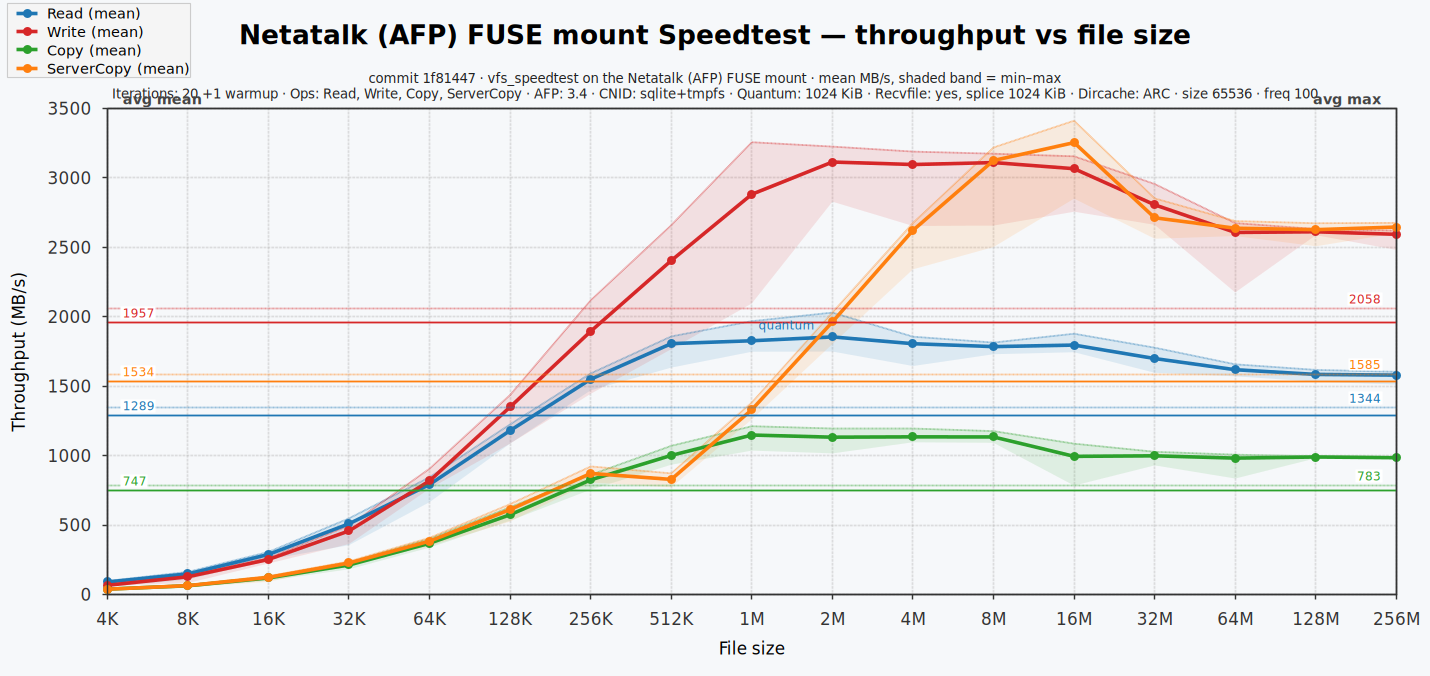 Read (mean)
Write (mean)
Copy (mean)
ServerCopy (mean)
Netatalk (AFP) FUSE mount Speedtest — throughput vs file size
commit 1f81447 · vfs_speedtest on the Netatalk (AFP) FUSE mount · mean MB/s, shaded band = min–max
Iterations: 20 +1 warmup · Ops: Read, Write, Copy, ServerCopy · AFP: 3.4 · CNID: sqlite+tmpfs · Quantum: 1024 KiB · Recvfile: yes, splice 1024 KiB · Dircache: ARC · size 65536 · freq 100
avg mean
avg max
3500
3000
2500
2000
1500
1000
500
0
Throughput (MB/s)
1957
2058
quantum
1534
1585
1289
1344
747
783
4K 8K 16K 32K 64K 128K 256K 512K 1M 2M 4M 8M 16M 32M 64M 128M 256M
File size